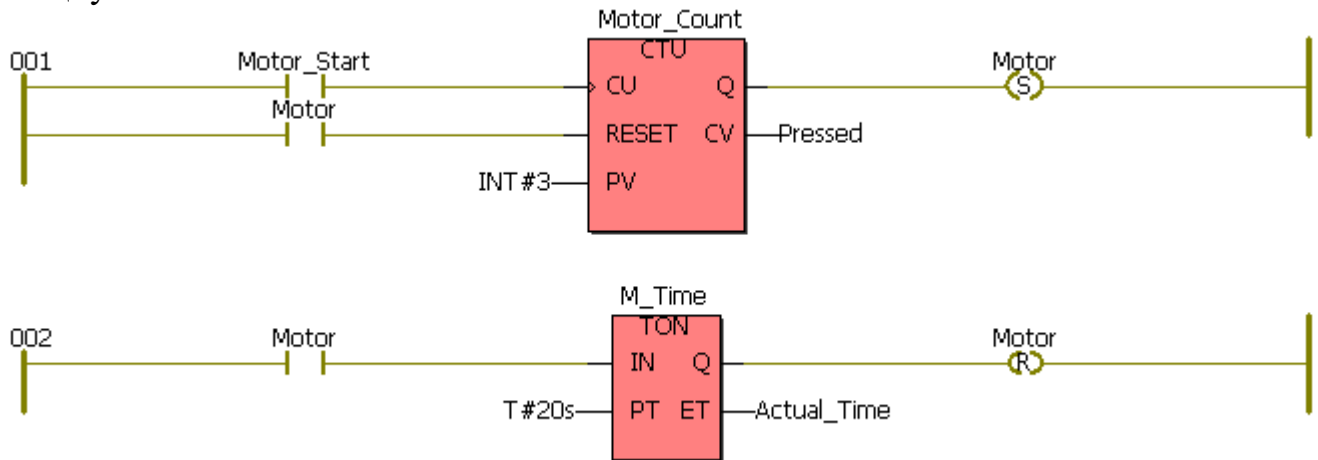 Motor_Count
001 Motor_Start CTU Motor
CU Q S
Motor
RESET CV Pressed
INT#3 PV
M_Time
002 Motor TON Motor
IN Q R
T#20s PT ET Actual_Time